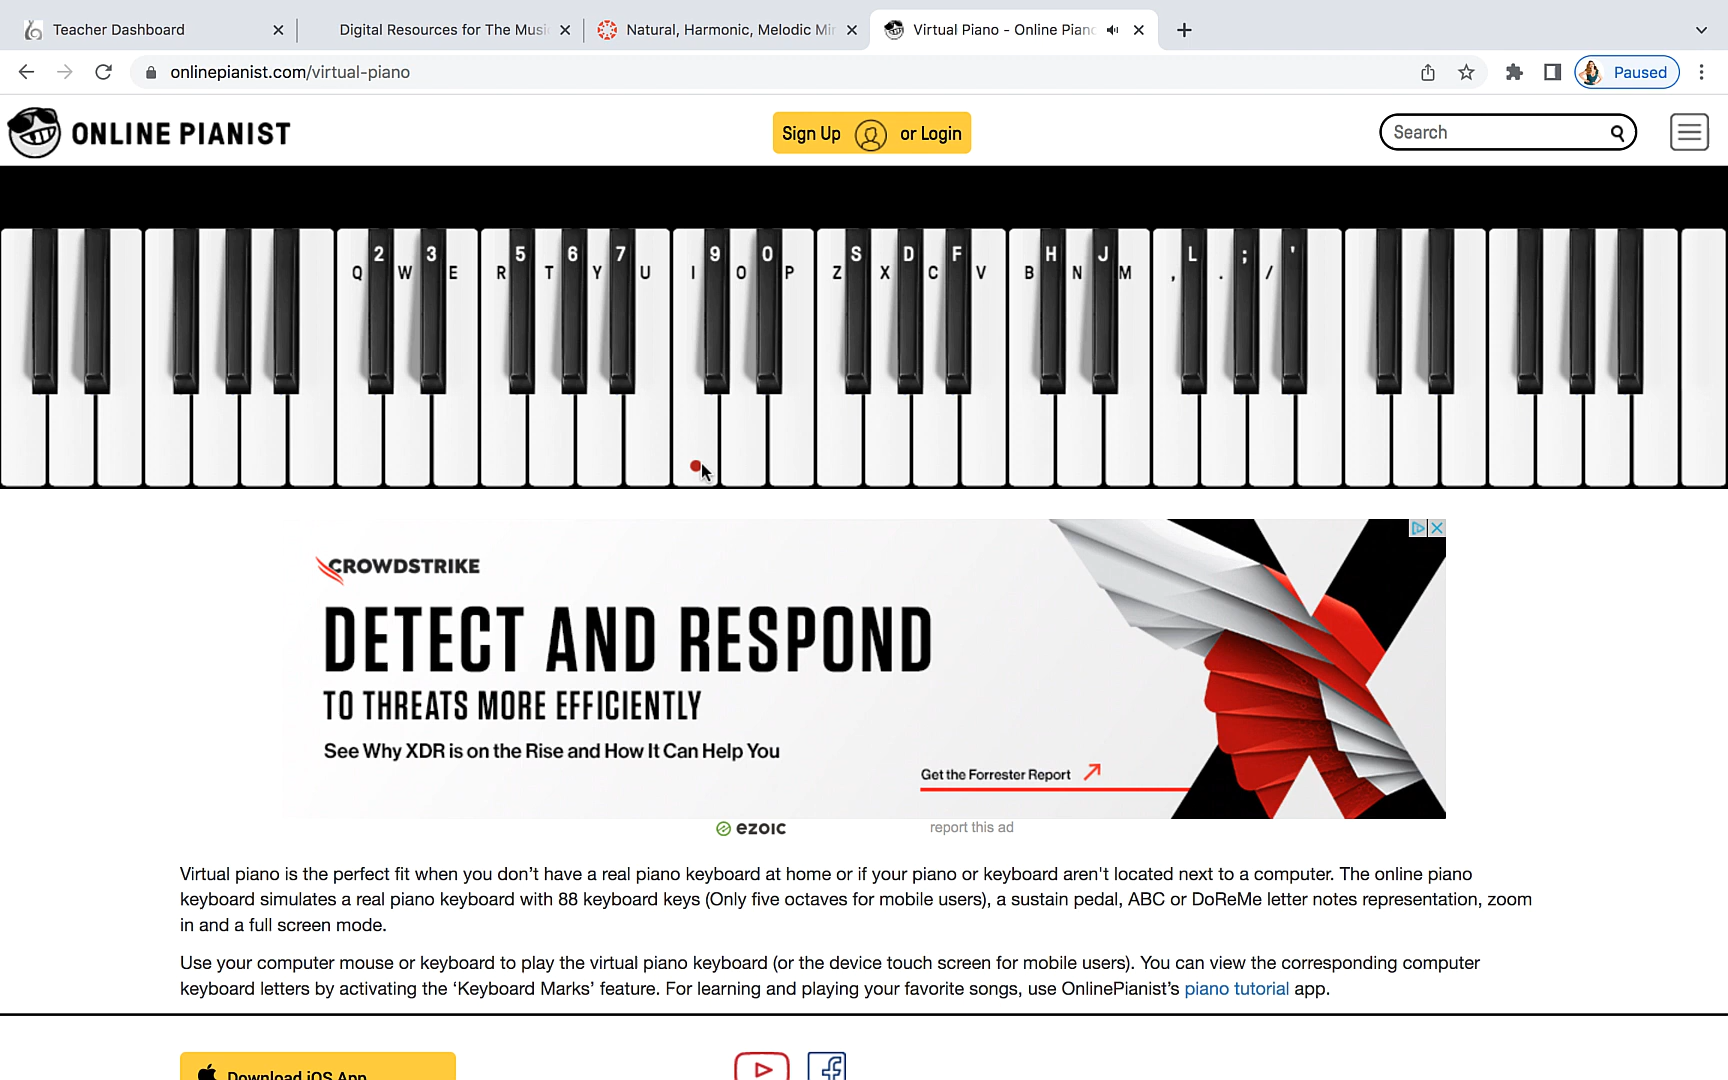 Teacher Dashboard
Digital Resources for The Musi
Natural, Harmonic, Melodic Mi
Virtual Piano - Online Piano
onlinepianist.com/virtual-piano
Paused
ONLINE PIANIST
Sign Up or Login
Search
2 3 5 6 7 9 0 S D F H J L ; '
Q W E R T Y U I O P Z X C V B N M , . /
CROWDSTRIKE
DETECT AND RESPOND
TO THREATS MORE EFFICIENTLY
See Why XDR is on the Rise and How It Can Help You
Get the Forrester Report
ezoic
report this ad
Virtual piano is the perfect fit when you don’t have a real piano keyboard at home or if your piano or keyboard aren't located next to a computer. The online piano
keyboard simulates a real piano keyboard with 88 keyboard keys (Only five octaves for mobile users), a sustain pedal, ABC or DoReMe letter notes representation, zoom
in and a full screen mode.
Use your computer mouse or keyboard to play the virtual piano keyboard (or the device touch screen for mobile users). You can view the corresponding computer
keyboard letters by activating the ‘Keyboard Marks’ feature. For learning and playing your favorite songs, use OnlinePianist’s piano tutorial app.
Download iOS App